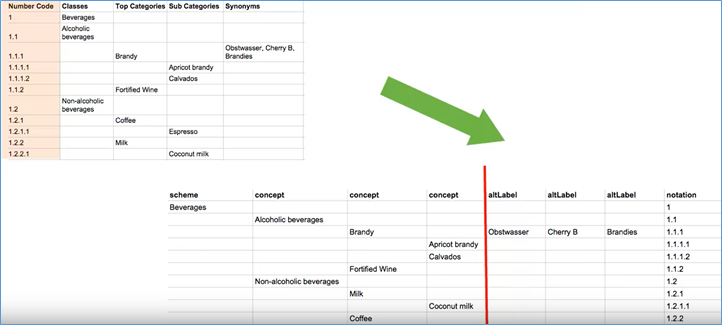 Number Code Classes Top Categories Sub Categories Synonyms
1 Beverages
1.1 Alcoholic
beverages
1.1.1 Brandy Obstwasser, Cherry B,
Brandies
1.1.1.1 Apricot brandy
1.1.1.2 Calvados
1.1.2 Fortified Wine
1.2 Non-alcoholic
beverages
1.2.1 Coffee
1.2.1.1 Espresso
1.2.2 Milk
1.2.2.1 Coconut milk
scheme concept concept concept altLabel altLabel altLabel notation
Beverages 1
Alcoholic beverages 1.1
Brandy Obstwasser Cherry B Brandies 1.1.1
Apricot brandy 1.1.1.1
Calvados 1.1.1.2
Fortified Wine 1.1.2
Non-alcoholic beverages 1.2
Milk 1.2.1
Coconut milk 1.2.1.1
Coffee 1.2.2